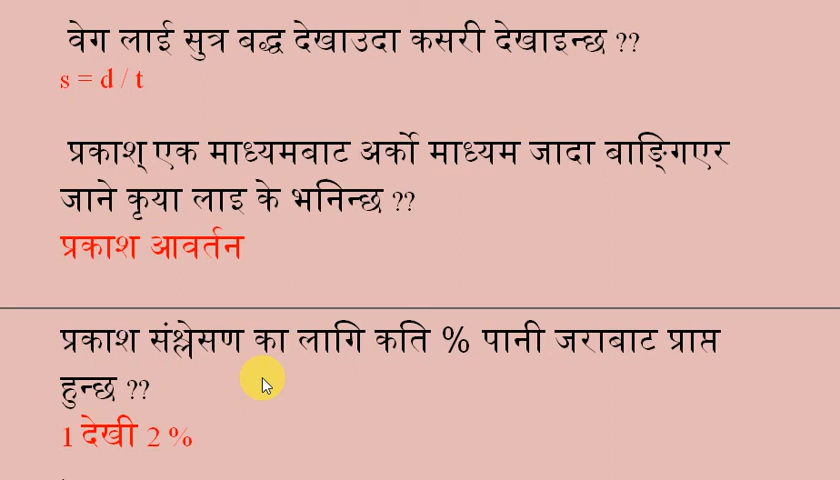 वेग लाई सुत्र बद्ध देखाउदा कसरी देखाइन्छ ??
s = d / t
प्रकाश् एक माध्यमबाट अर्को माध्यम जादा बाङ्गिएर
जाने कृया लाइ के भनिन्छ ??
प्रकाश आवर्तन
प्रकाश संश्लेसण का लागि कति % पानी जराबाट प्राप्त
हुन्छ ??
1 देखी 2 %